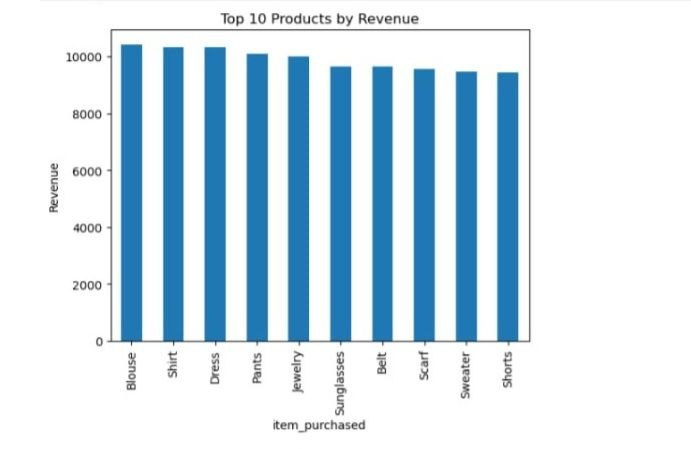 Top 10 Products by Revenue
Revenue
10000
8000
6000
4000
2000
0
Blouse
Shirt
Dress
Pants
Jewelry
Sunglasses
Belt
Scarf
Sweater
Shorts
item_purchased